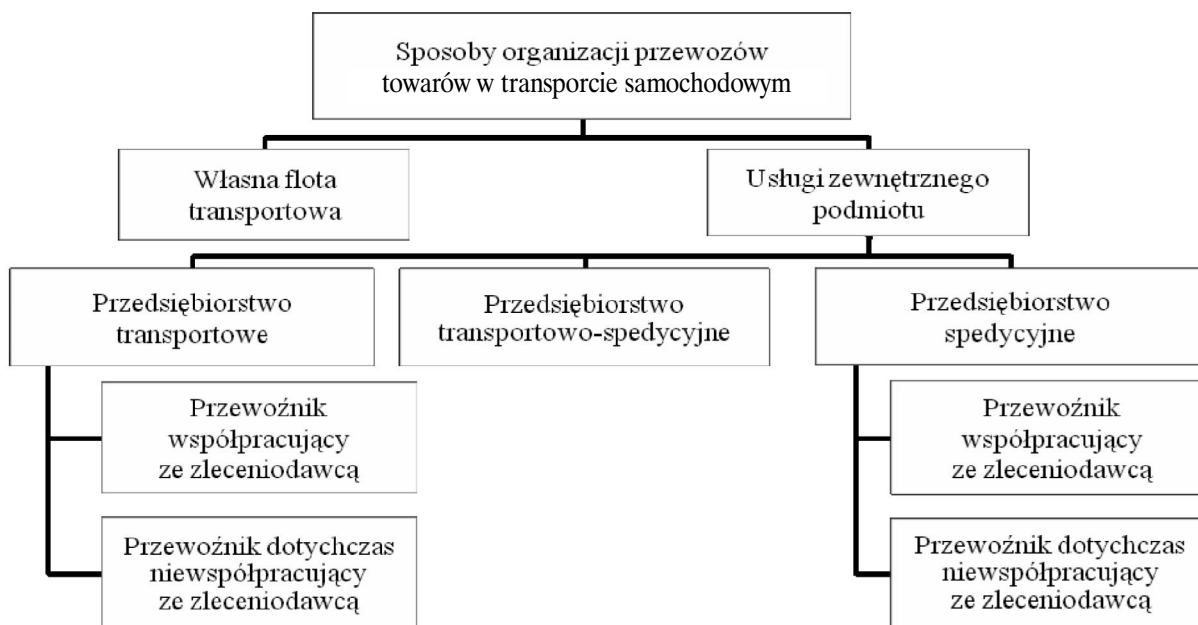 Sposoby organizacji przewozów
towarów w transporcie samochodowym
Własna flota
transportowa
Usługi zewnętrznego
podmiotu
Przedsiębiorstwo
transportowe
Przedsiębiorstwo
transportowo-spedycyjne
Przedsiębiorstwo
spedycyjne
Przewoźnik
współpracujący
ze zleceniodawcą
Przewoźnik
współpracujący
ze zleceniodawcą
Przewoźnik dotychczas
niewspółpracujący
ze zleceniodawcą
Przewoźnik dotychczas
niewspółpracujący
ze zleceniodawcą